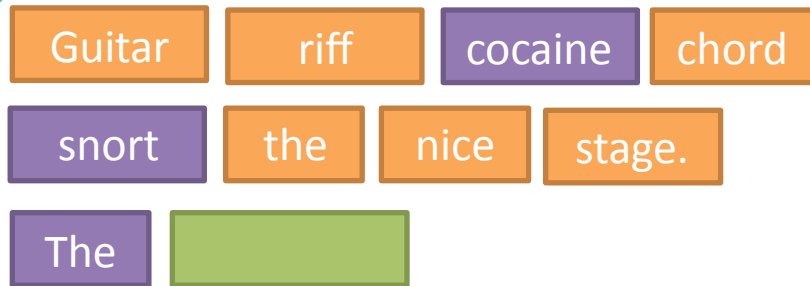 Guitar riff cocaine chord
snort the nice stage.
The